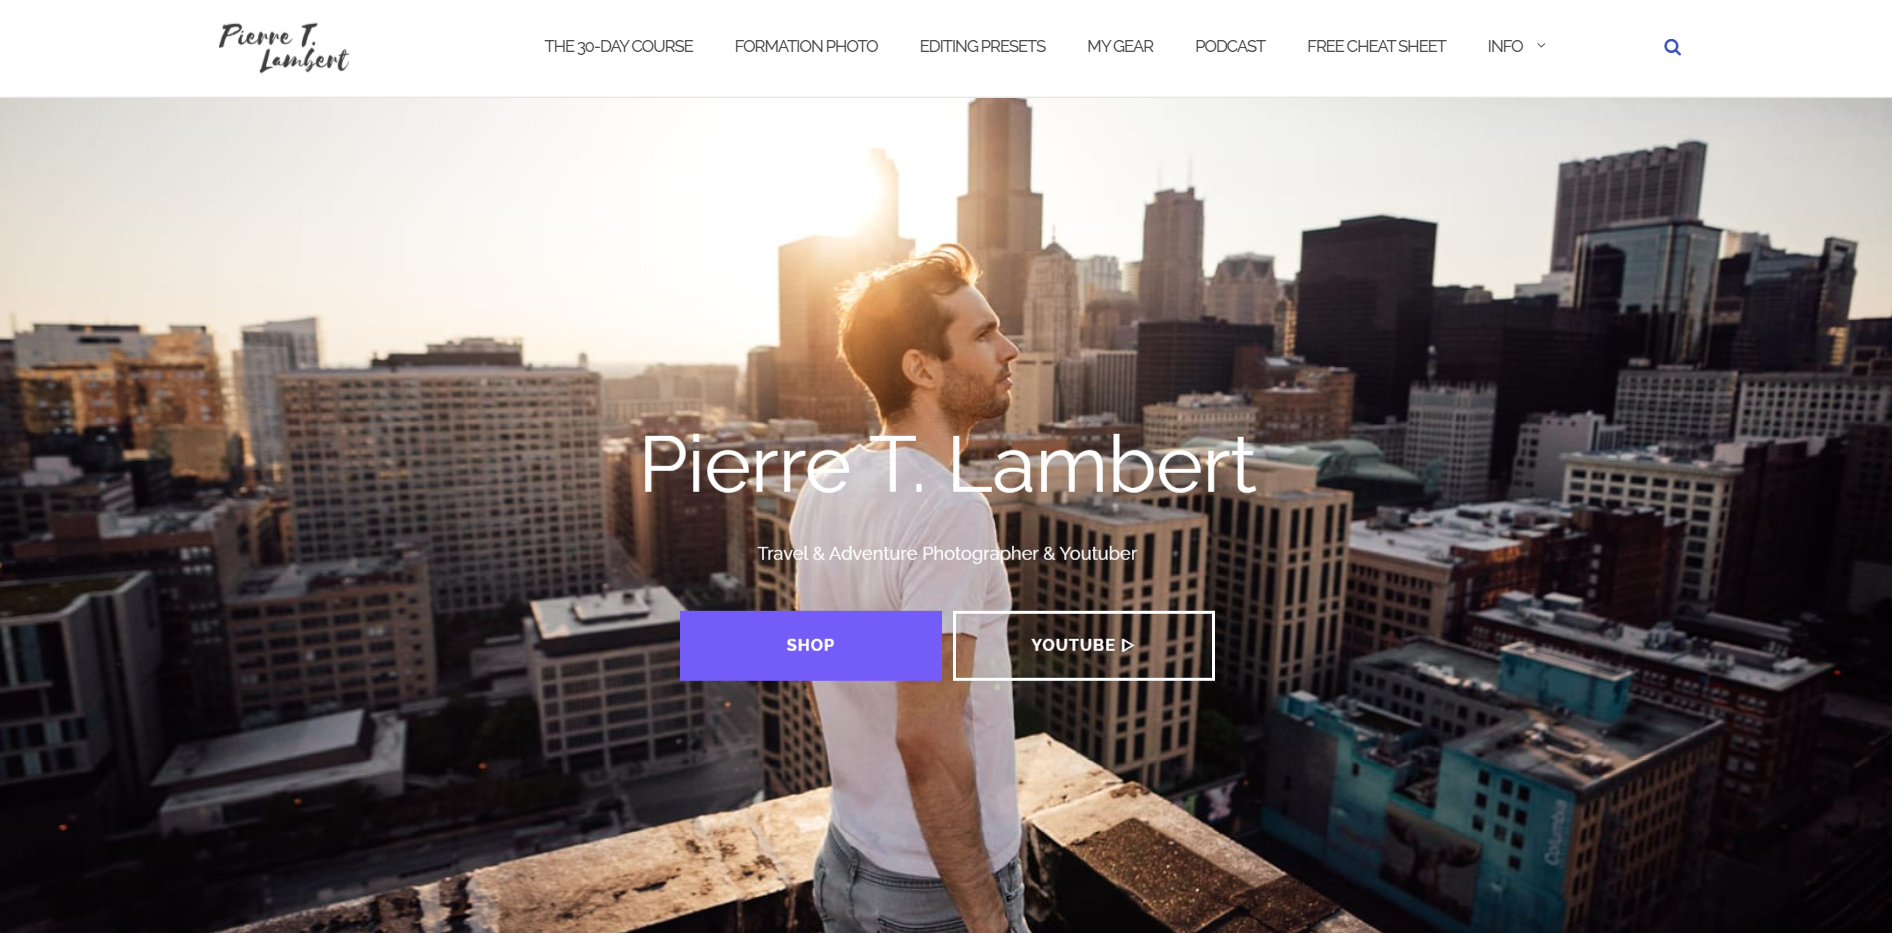 Pierre T.
Lambert
THE 30-DAY COURSE
FORMATION PHOTO
EDITING PRESETS
MY GEAR
PODCAST
FREE CHEAT SHEET
INFO
Pierre T. Lambert
Travel & Adventure Photographer & Youtuber
SHOP
YOUTUBE
Columbia